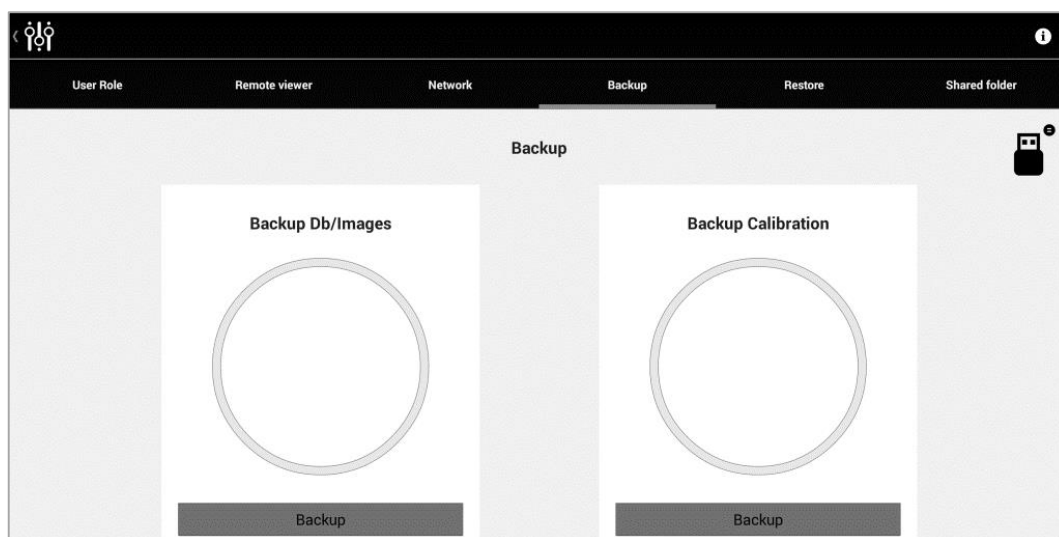 User Role Remote viewer Network Backup Restore Shared folder
Backup
Backup Db/Images Backup Calibration
Backup Backup